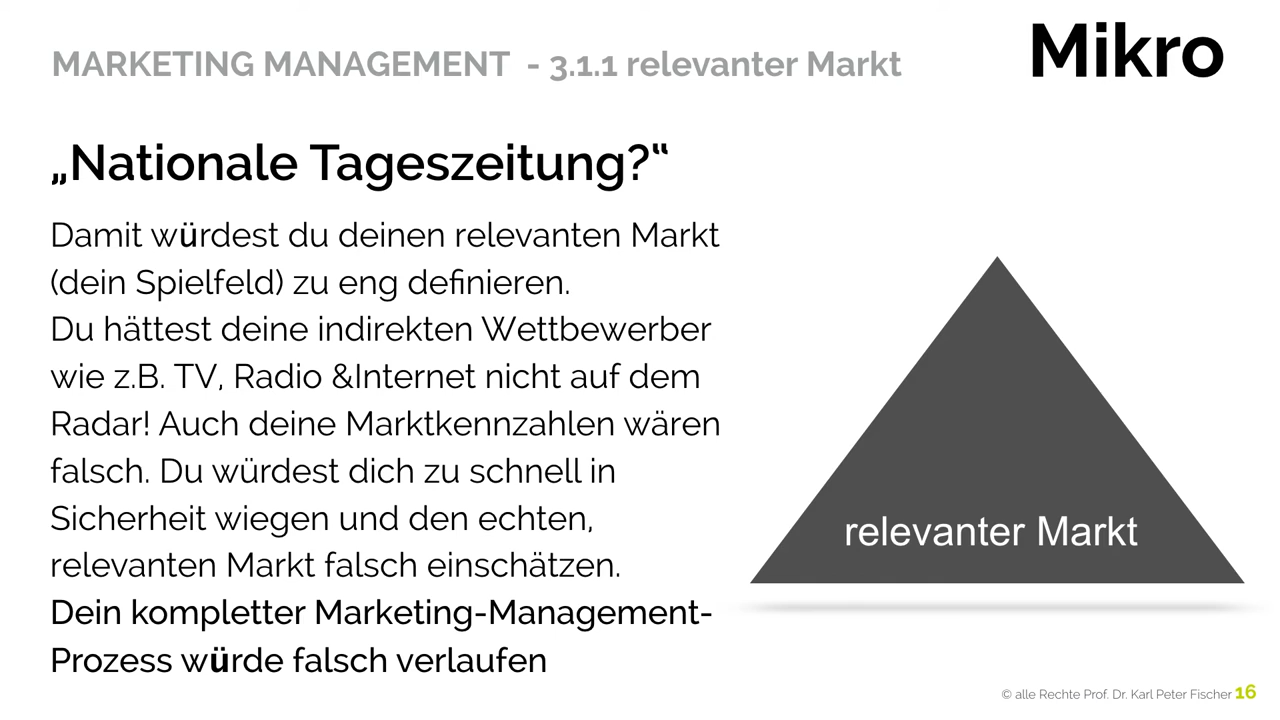 MARKETING MANAGEMENT - 3.1.1 relevanter Markt
Mikro
„Nationale Tageszeitung?‟
Damit würdest du deinen relevanten Markt
(dein Spielfeld) zu eng definieren.
Du hättest deine indirekten Wettbewerber
wie z.B. TV, Radio &Internet nicht auf dem
Radar! Auch deine Marktkennzahlen wären
falsch. Du würdest dich zu schnell in
Sicherheit wiegen und den echten,
relevanten Markt falsch einschätzen.
Dein kompletter Marketing-Management-
Prozess würde falsch verlaufen
relevanter Markt
© alle Rechte Prof. Dr. Karl Peter Fischer 16